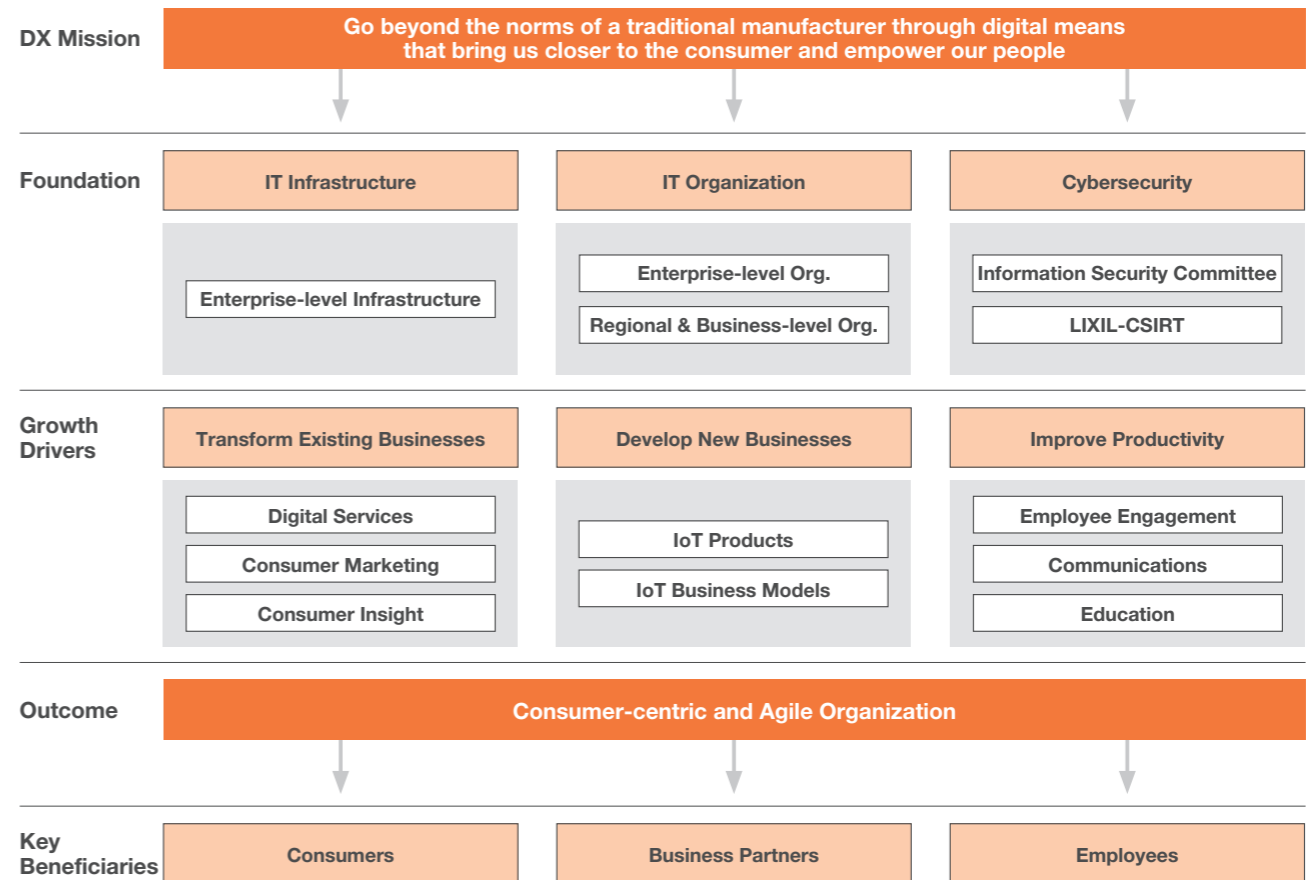 DX Mission
Go beyond the norms of a traditional manufacturer through digital means
that bring us closer to the consumer and empower our people
Foundation
IT Infrastructure
IT Organization
Cybersecurity
Enterprise-level Infrastructure
Enterprise-level Org.
Regional & Business-level Org.
Information Security Committee
LIXIL-CSIRT
Growth
Drivers
Transform Existing Businesses
Develop New Businesses
Improve Productivity
Digital Services
Consumer Marketing
Consumer Insight
IoT Products
IoT Business Models
Employee Engagement
Communications
Education
Outcome
Consumer-centric and Agile Organization
Key
Beneficiaries
Consumers
Business Partners
Employees